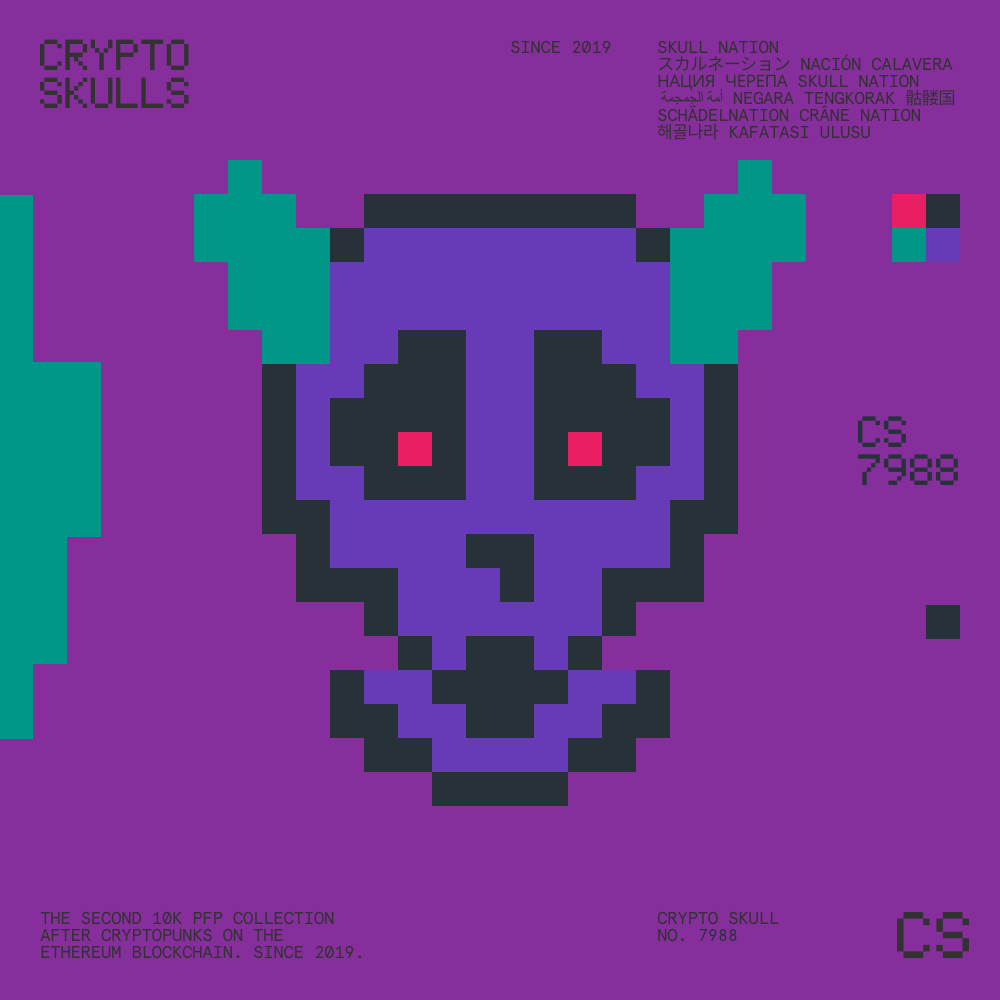 CRYPTO
SKULLS
SINCE 2019
SKULL NATION
スカルネーション NACIÓN CALAVERA
НАЦИЯ ЧЕРЕПА SKULL NATION
أمة الجمجمة NEGARA TENGKORAK 骷髅国
SCHÄDELNATION CRÂNE NATION
해골나라 KAFATASI ULUSU
CS
7988
THE SECOND 10K PFP COLLECTION
AFTER CRYPTOPUNKS ON THE
ETHEREUM BLOCKCHAIN. SINCE 2019.
CRYPTO SKULL
NO. 7988
CS